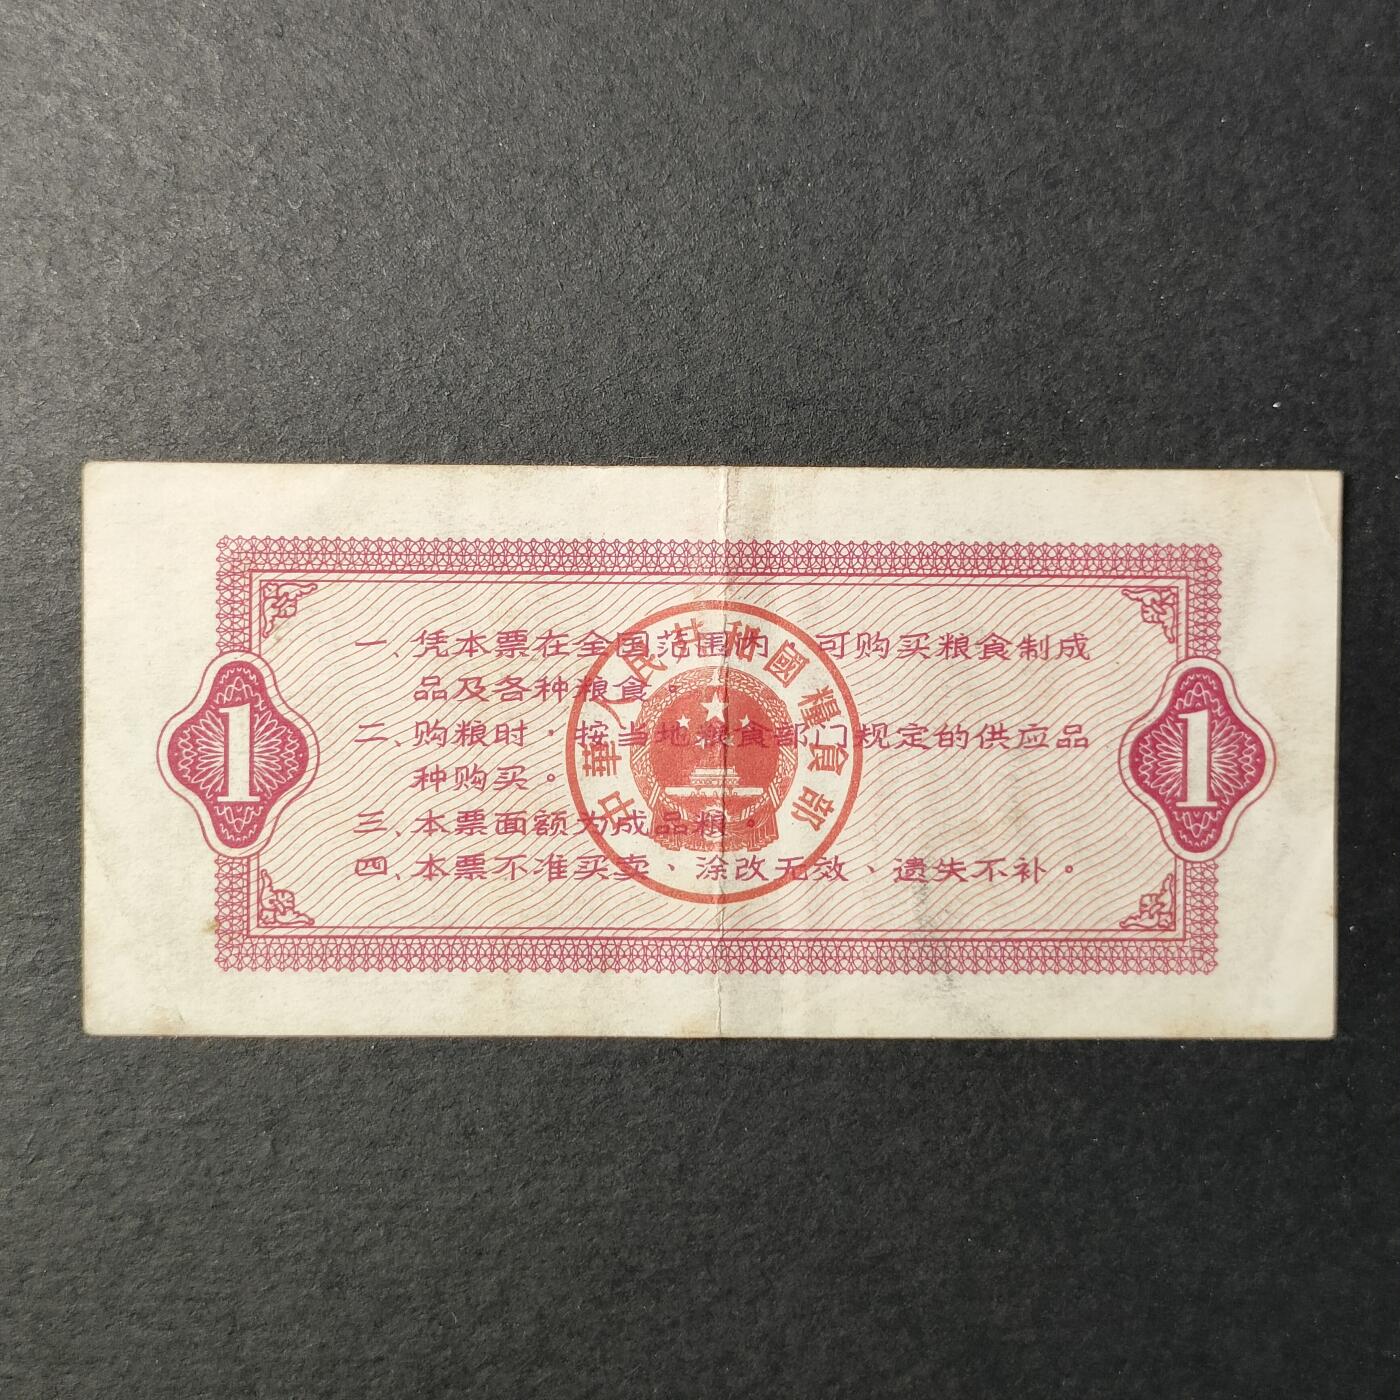 一、凭本票在全国范围内，可购买粮食制成
品及各种粮食。
二、购粮时，按当地粮食部门规定的供应品
种购买。
三、本票面额为成品粮。
四、本票不准买卖、涂改无效、遗失不补。
中華人民共和國糧食部
1
1